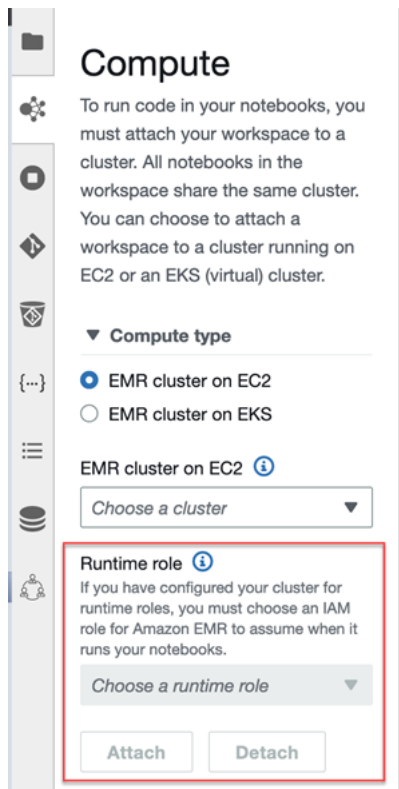 Compute
To run code in your notebooks, you
must attach your workspace to a
cluster. All notebooks in the
workspace share the same cluster.
You can choose to attach a
workspace to a cluster running on
EC2 or an EKS (virtual) cluster.
Compute type
EMR cluster on EC2
EMR cluster on EKS
{...}
EMR cluster on EC2
Choose a cluster
Runtime role
If you have configured your cluster for
runtime roles, you must choose an IAM
role for Amazon EMR to assume when it
runs your notebooks.
Choose a runtime role
Attach Detach